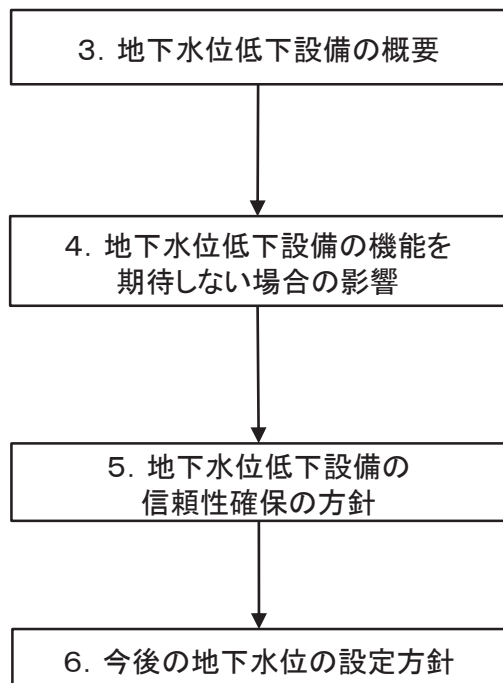 3．地下水位低下設備の概要
4．地下水位低下設備の機能を
期待しない場合の影響
5．地下水位低下設備の
信頼性確保の方針
6．今後の地下水位の設定方針